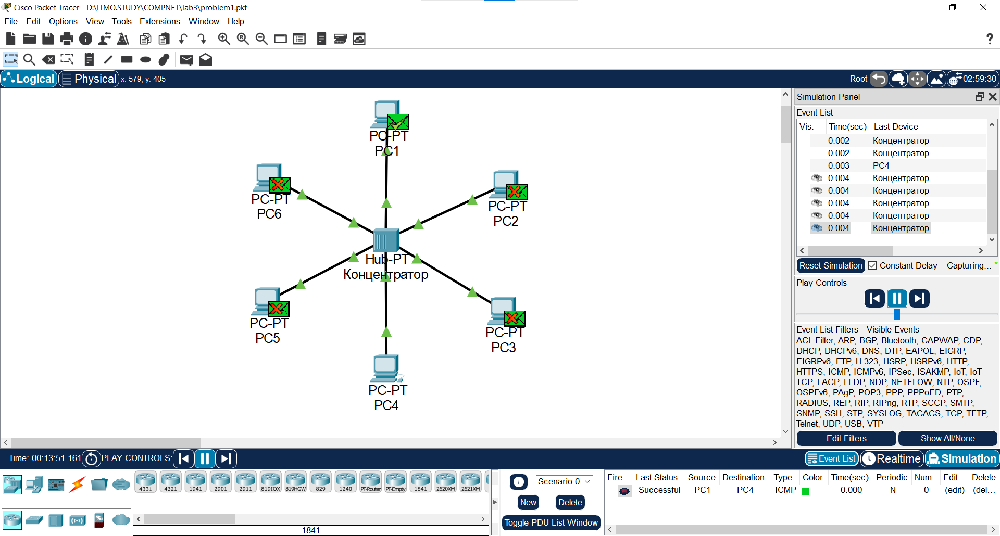 Cisco Packet Tracer - D:\ITMO.STUDY\COMPNET\lab3\problem1.pkt
File Edit Options View Tools Extensions Window Help
Logical Physical x: 579, y: 405 Root 02:59:30
Simulation Panel
Event List
Vis. Time(sec) Last Device
0.002 Концентратор
0.002 Концентратор
0.003 PC4
0.004 Концентратор
0.004 Концентратор
0.004 Концентратор
0.004 Концентратор
0.004 Концентратор
Reset Simulation Constant Delay Capturing... *
Play Controls
Event List Filters - Visible Events
ACL Filter, ARP, BGP, Bluetooth, CAPWAP, CDP,
DHCP, DHCPv6, DNS, DTP, EAPOL, EIGRP,
EIGRPv6, FTP, H.323, HSRP, HSRPv6, HTTP,
HTTPS, ICMP, ICMPv6, IPSec, ISAKMP, IoT, IoT
TCP, LACP, LLDP, NDP, NETFLOW, NTP, OSPF,
OSPFv6, PAgP, POP3, PPP, PPPoED, PTP,
RADIUS, REP, RIP, RIPng, RTP, SCCP, SMTP,
SNMP, SSH, STP, SYSLOG, TACACS, TCP, TFTP,
Telnet, UDP, USB, VTP
Edit Filters Show All/None
PC-PT
PC1
PC-PT
PC6
PC-PT
PC2
Hub-PT
Концентратор
PC-PT
PC5
PC-PT
PC3
PC-PT
PC4
Time: 00:13:51.161 PLAY CONTROLS:
Event List Realtime Simulation
4331 4321 1941 2901 2911 819IOX 819HGW 829 1240 PT-Router PT-Empty 1841 2620XM 2621XM
1841
Scenario 0
New Delete
Toggle PDU List Window
Fire Last Status Source Destination Type Color Time(sec) Periodic Num Edit Delete
Successful PC1 PC4 ICMP 0.000 N 0 (edit) (del...